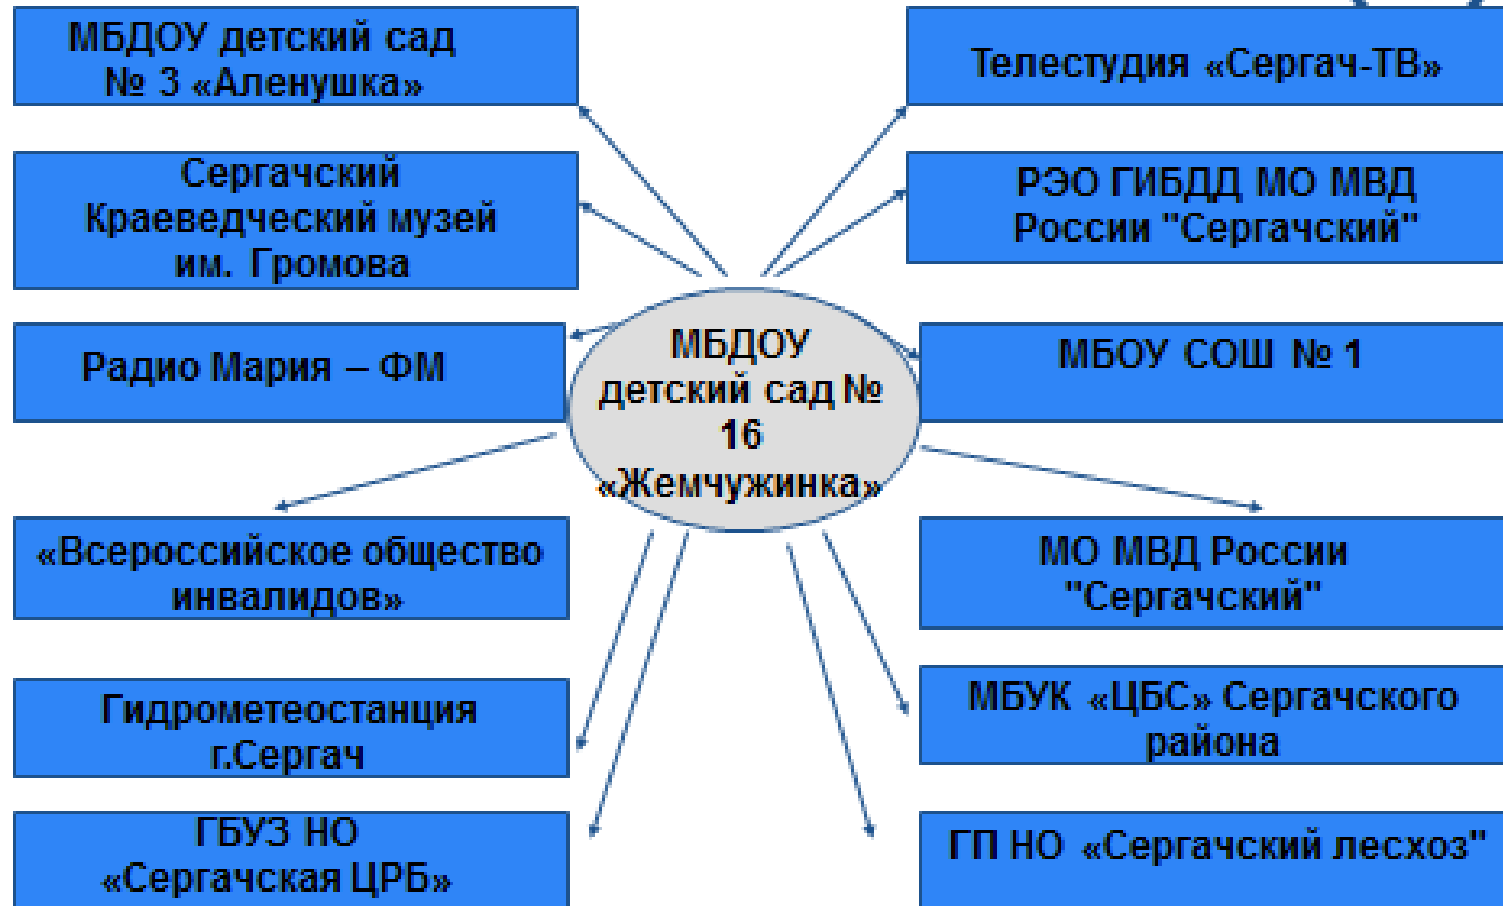 МБДОУ детский сад
№ 3 «Аленушка»
Телестудия «Сергач-ТВ»
Сергачский
Краеведческий музей
им. Громова
РЭО ГИБДД МО МВД
России "Сергачский"
Радио Мария – ФМ
МБДОУ
детский сад №
16
«Жемчужинка»
МБОУ СОШ № 1
«Всероссийское общество
инвалидов»
МО МВД России
"Сергачский"
Гидрометеостанция
г.Сергач
МБУК «ЦБС» Сергачского
района
ГБУЗ НО
«Сергачская ЦРБ»
ГП НО «Сергачский лесхоз"